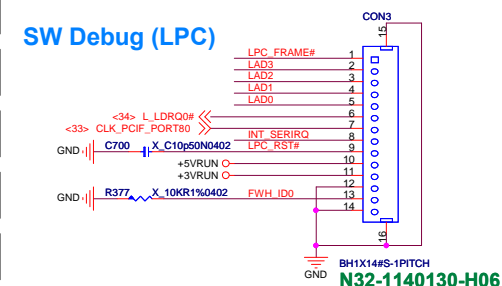 SW Debug (LPC)
CON3
15
LPC_FRAME# 1
LAD3 2
LAD2 3
LAD1 4
LAD0 5
<34> L_LDRQ0# 6
<33> CLK_PCIF_PORT80 7
INT_SERIRQ 8
GND C700 X_C10p50N0402 LPC_RST# 9
+5VRUN 10
+3VRUN 11
12
GND R377 X_10KR1%0402 FWH_ID0 13
14
16
GND
BH1X14#S-1PITCH
N32-1140130-H06